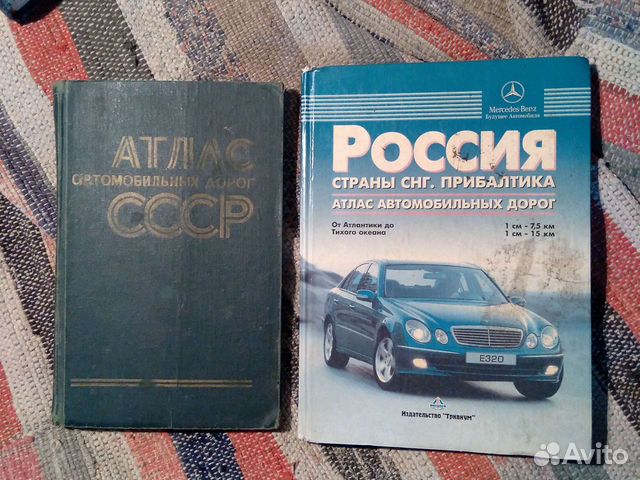 АТЛАС
АВТОМОБИЛЬНЫХ ДОРОГ
СССР
Mercedes-Benz
Будущее Автомобиля
РОССИЯ
СТРАНЫ СНГ. ПРИБАЛТИКА
АТЛАС АВТОМОБИЛЬНЫХ ДОРОГ
От Атлантики до
Тихого океана
1 см - 7,5 км
1 см - 15 км
E320
Издательство "Тривиум"
Avito